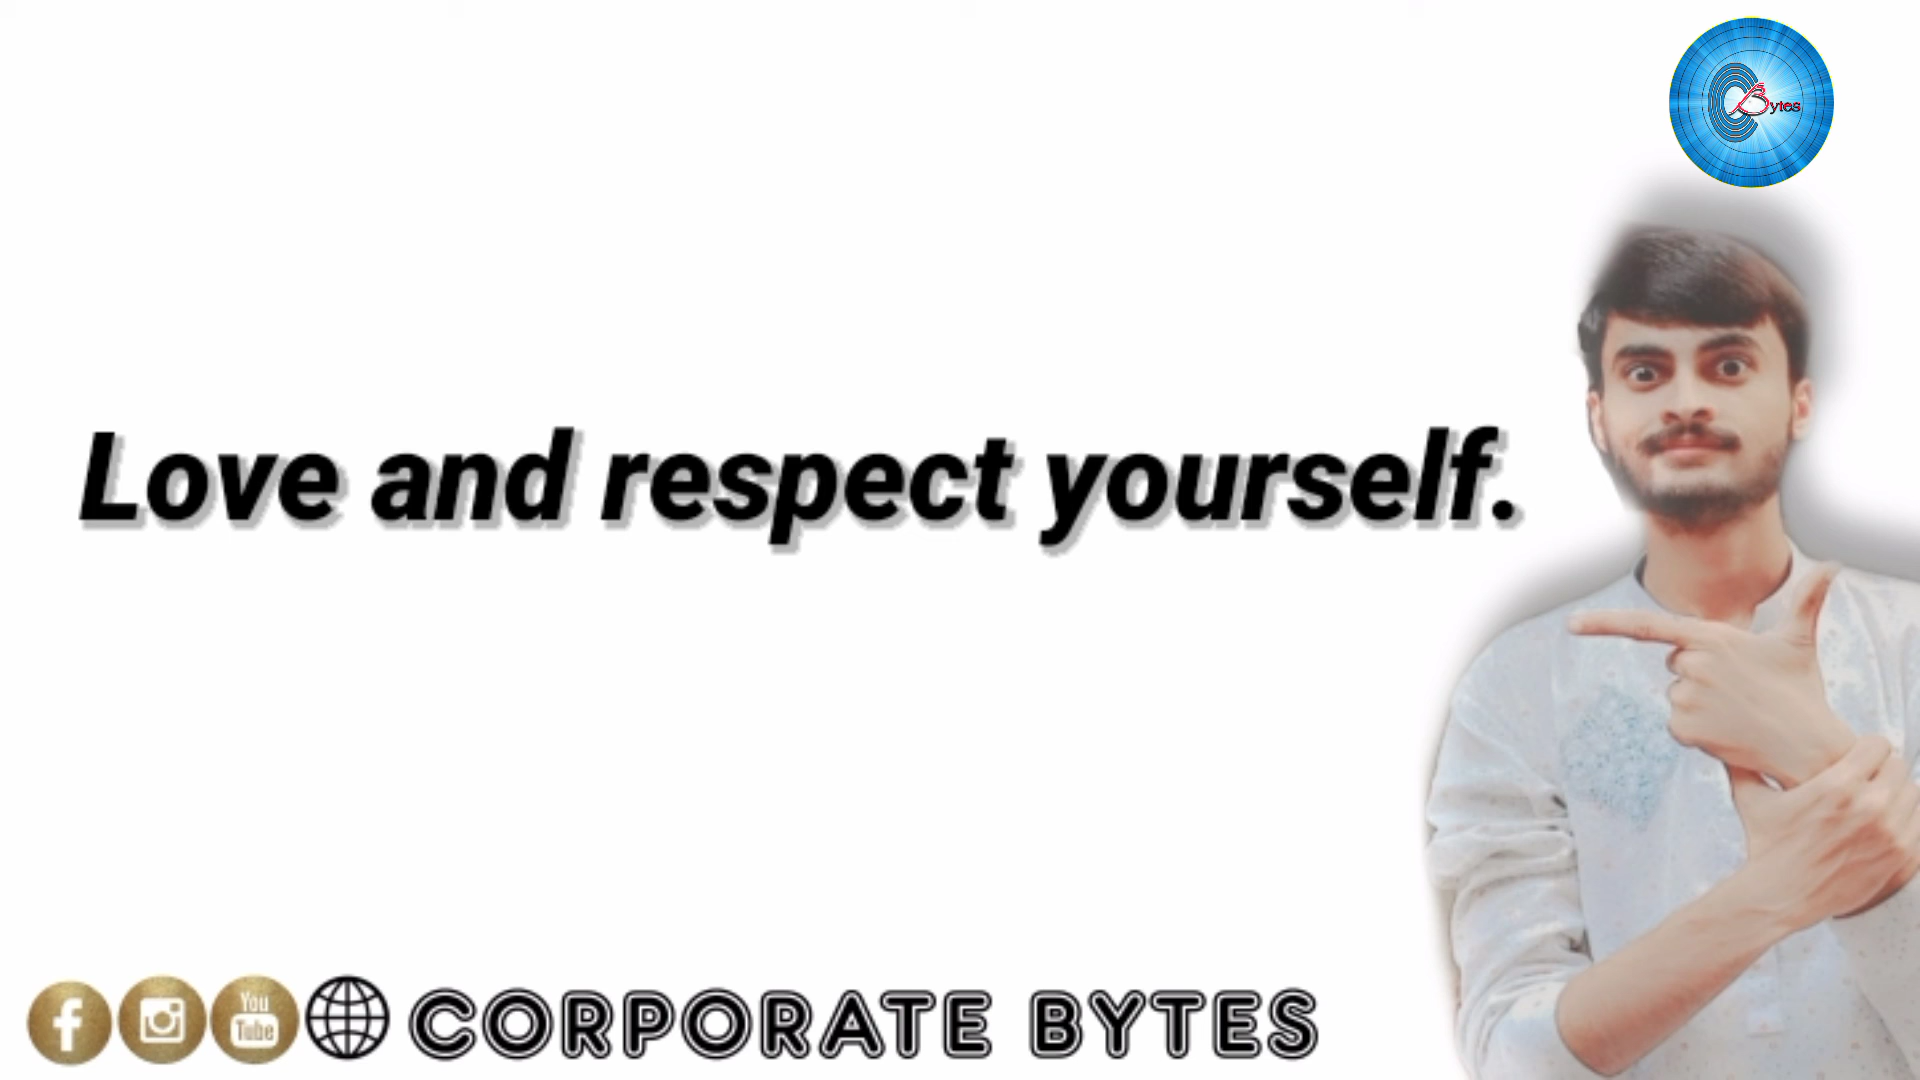 Bytes
Love and respect yourself.
You
Tube
CORPORATE BYTES